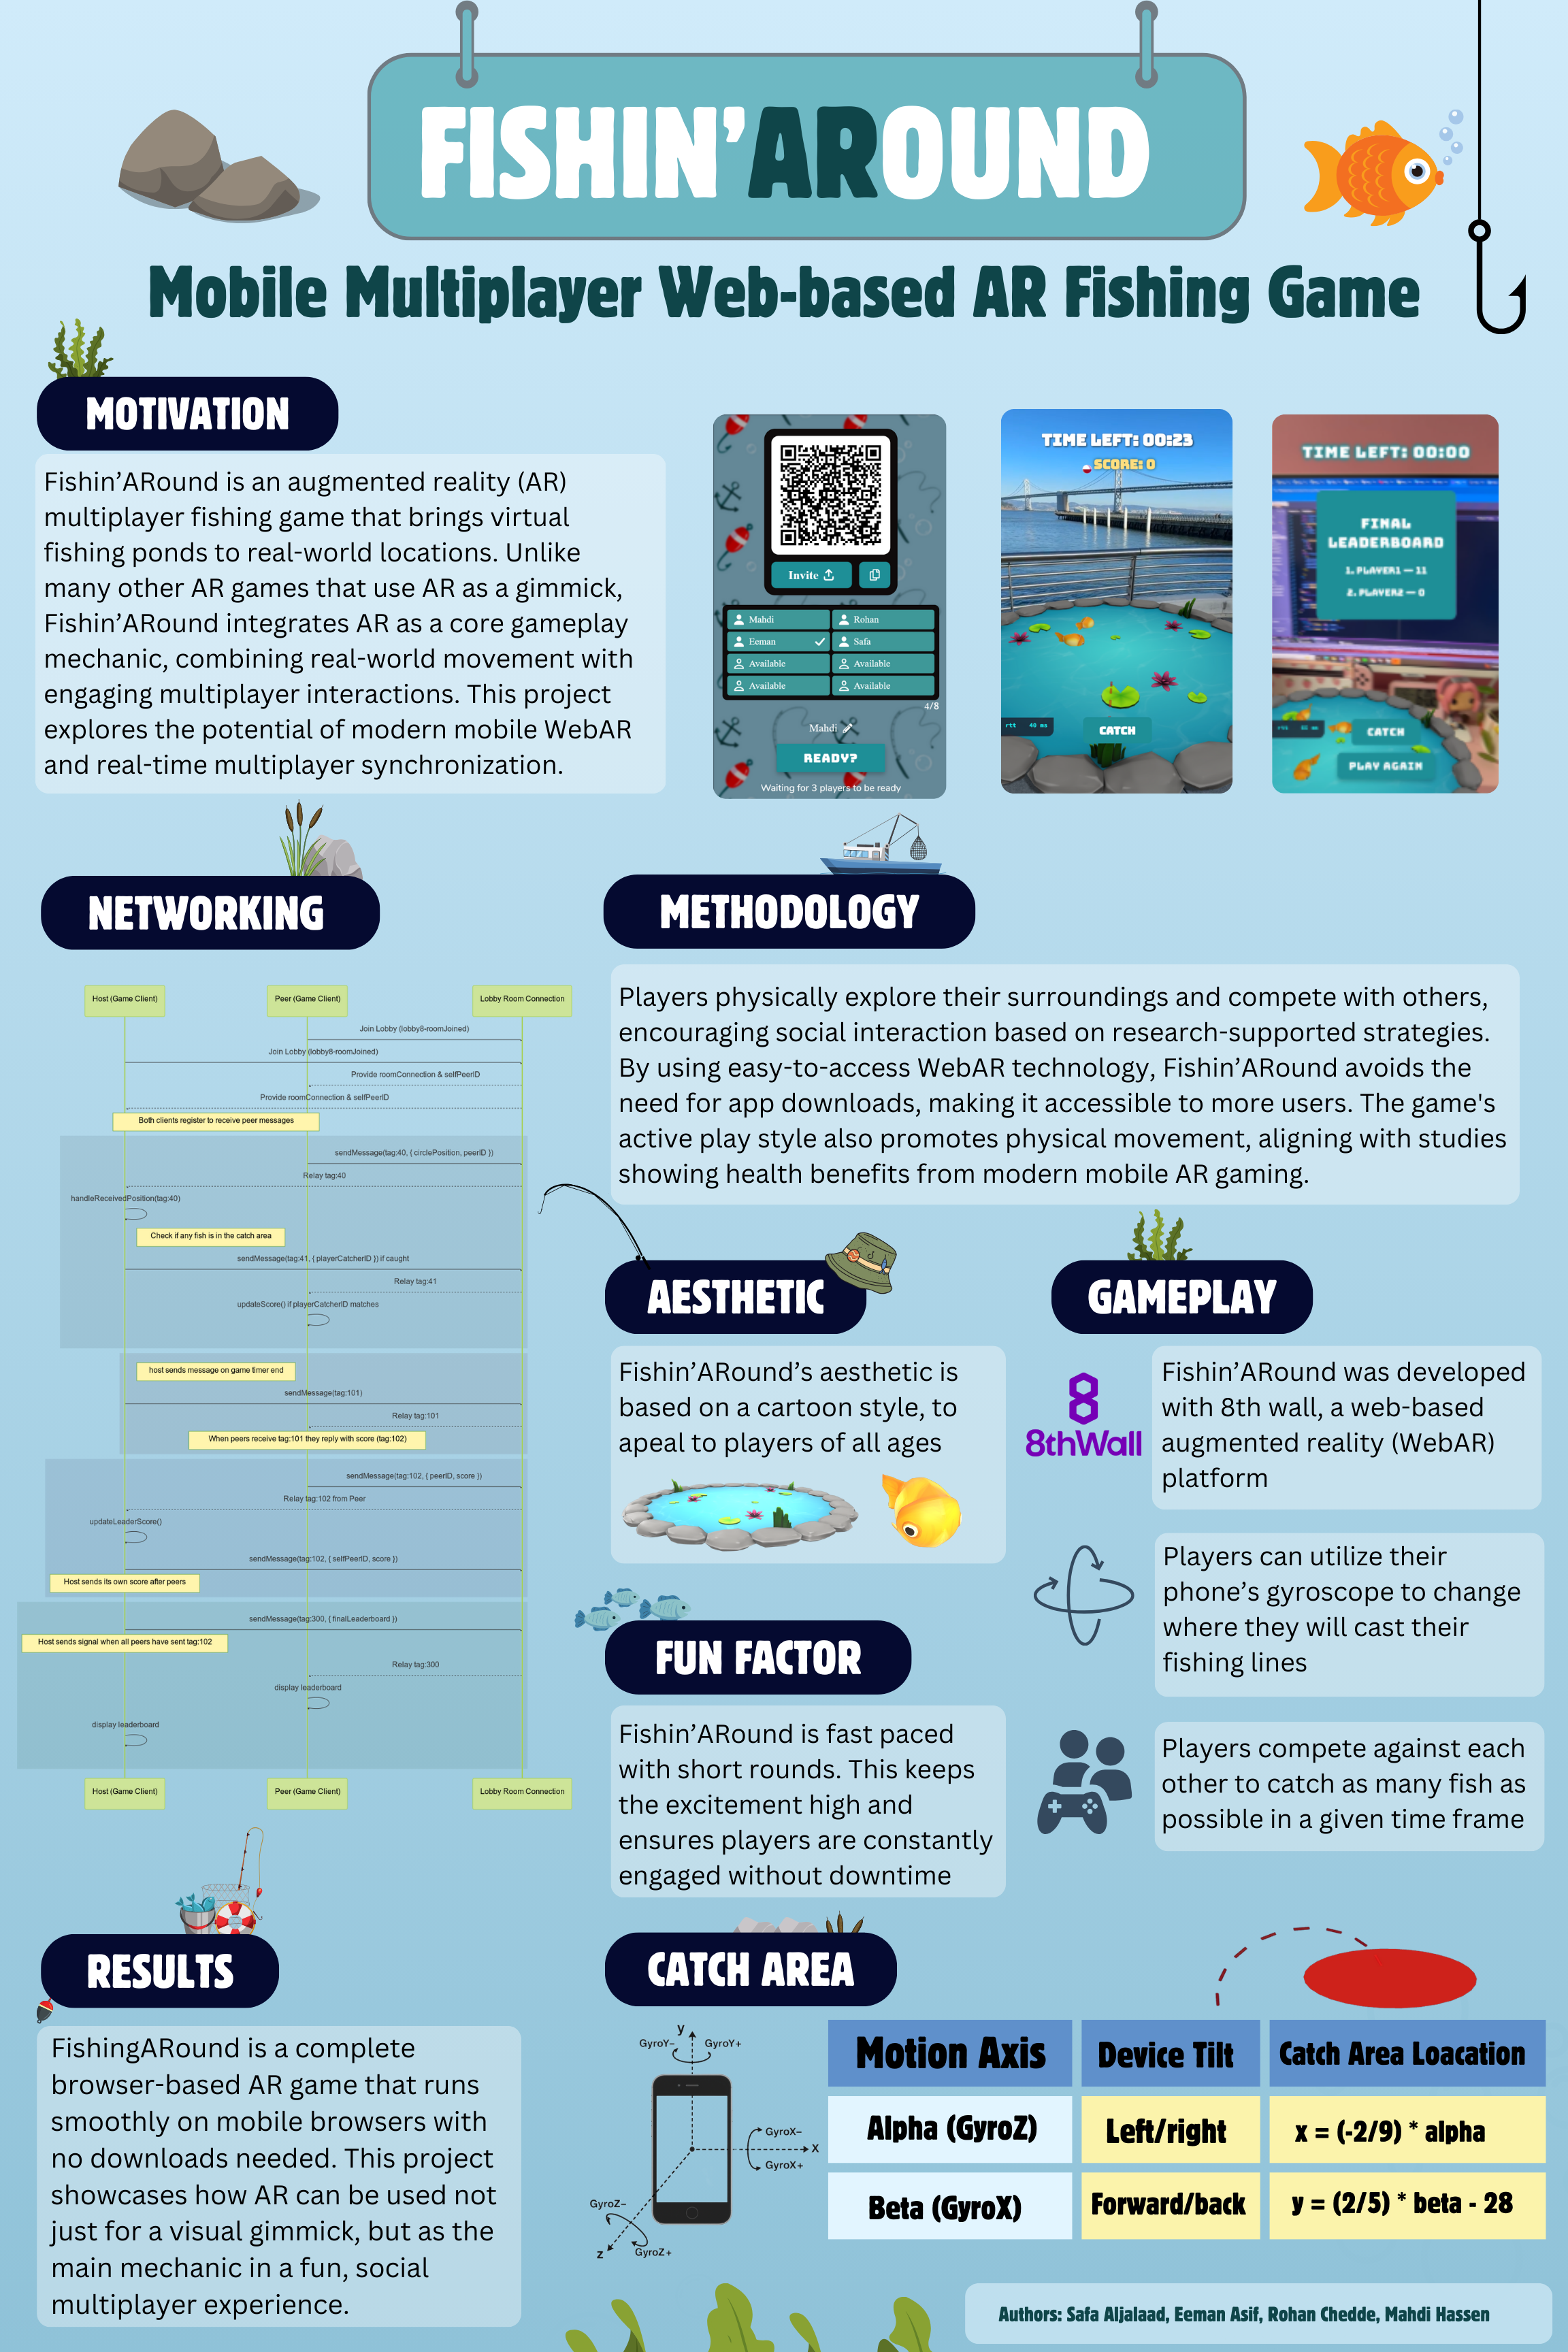 FISHIN'AROUND
Mobile Multiplayer Web-based AR Fishing Game
MOTIVATION
Fishin'ARound is an augmented reality (AR)
multiplayer fishing game that brings virtual
fishing ponds to real-world locations. Unlike
many other AR games that use AR as a gimmick,
Fishin'ARound integrates AR as a core gameplay
mechanic, combining real-world movement with
engaging multiplayer interactions. This project
explores the potential of modern mobile WebAR
and real-time multiplayer synchronization.
Invite
Mahdi
Rohan
Eeman
Safa
Available
Available
Available
Available
4/8
Mahdi
READY?
Waiting for 3 players to be ready
TIME LEFT: 00:23
SCORE: 0
rtt 40 ms
CATCH
TIME LEFT: 00:00
FINAL
LEADERBOARD
1. PLAYER1 — 11
2. PLAYER2 — 0
CATCH
PLAY AGAIN
NETWORKING
Host (Game Client)
Peer (Game Client)
Lobby Room Connection
Join Lobby (lobby8-roomJoined)
Join Lobby (lobby8-roomJoined)
Provide roomConnection & selfPeerID
Provide roomConnection & selfPeerID
Both clients register to receive peer messages
sendMessage(tag:40, { circlePosition, peerID })
Relay tag:40
handleReceivedPosition(tag:40)
Check if any fish is in the catch area
sendMessage(tag:41, { playerCatcherID }) if caught
Relay tag:41
updateScore() if playerCatcherID matches
host sends message on game timer end
sendMessage(tag:101)
Relay tag:101
When peers receive tag:101 they reply with score (tag:102)
sendMessage(tag:102, { peerID, score })
Relay tag:102 from Peer
updateLeaderScore()
sendMessage(tag:102, { selfPeerID, score })
Host sends its own score after peers
sendMessage(tag:300, { finalLeaderboard })
Host sends signal when all peers have sent tag:102
Relay tag:300
display leaderboard
display leaderboard
Host (Game Client)
Peer (Game Client)
Lobby Room Connection
METHODOLOGY
Players physically explore their surroundings and compete with others,
encouraging social interaction based on research-supported strategies.
By using easy-to-access WebAR technology, Fishin'ARound avoids the
need for app downloads, making it accessible to more users. The game's
active play style also promotes physical movement, aligning with studies
showing health benefits from modern mobile AR gaming.
AESTHETIC
Fishin'ARound's aesthetic is
based on a cartoon style, to
apeal to players of all ages
GAMEPLAY
8thWall
Fishin'ARound was developed
with 8th wall, a web-based
augmented reality (WebAR)
platform
Players can utilize their
phone's gyroscope to change
where they will cast their
fishing lines
Players compete against each
other to catch as many fish as
possible in a given time frame
FUN FACTOR
Fishin'ARound is fast paced
with short rounds. This keeps
the excitement high and
ensures players are constantly
engaged without downtime
RESULTS
FishingARound is a complete
browser-based AR game that runs
smoothly on mobile browsers with
no downloads needed. This project
showcases how AR can be used not
just for a visual gimmick, but as the
main mechanic in a fun, social
multiplayer experience.
CATCH AREA
y
GyroY−
GyroY+
GyroX−
x
GyroX+
GyroZ−
z
GyroZ+
Motion Axis
Device Tilt
Catch Area Loacation
Alpha (GyroZ)
Left/right
x = (-2/9) * alpha
Beta (GyroX)
Forward/back
y = (2/5) * beta - 28
Authors: Safa Aljalaad, Eeman Asif, Rohan Chedde, Mahdi Hassen